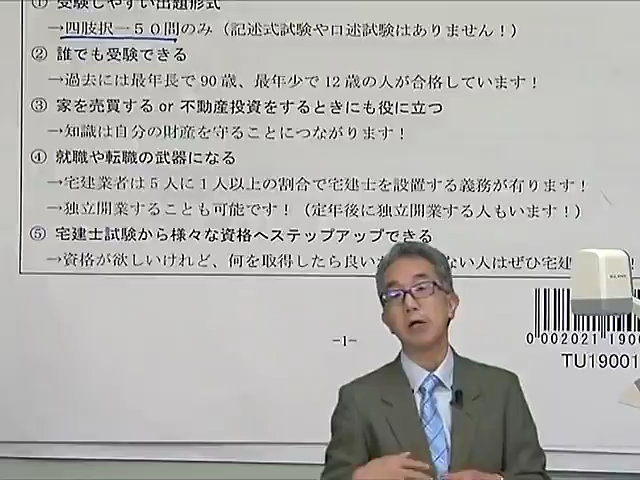 ① 受験しやすい出題形式
→四肢択一５０問のみ（記述式試験や口述試験はありません！）
② 誰でも受験できる
→過去には最年長で 90 歳、最年少で 12 歳の人が合格しています！
③ 家を売買する or 不動産投資をするときにも役に立つ
→知識は自分の財産を守ることにつながります！
④ 就職や転職の武器になる
→宅建業者は５人に１人以上の割合で宅建士を設置する義務が有ります！
→独立開業することも可能です！（定年後に独立開業する人もいます！）
⑤ 宅建士試験から様々な資格へステップアップできる
→資格が欲しいけれど、何を取得したら良い ない人はぜひ宅建
−1−
0 002021 1900
TU19001